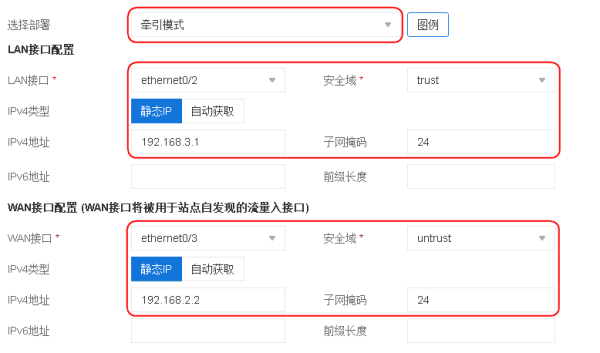 选择部署 牵引模式 图例
LAN接口配置
LAN接口 * ethernet0/2 安全域 * trust
IPv4类型 静态IP 自动获取
IPv4地址 192.168.3.1 子网掩码 24
IPv6地址 前缀长度
WAN接口配置 (WAN接口将被用于站点自发现的流量入接口)
WAN接口 * ethernet0/3 安全域 * untrust
IPv4类型 静态IP 自动获取
IPv4地址 192.168.2.2 子网掩码 24
IPv6地址 前缀长度